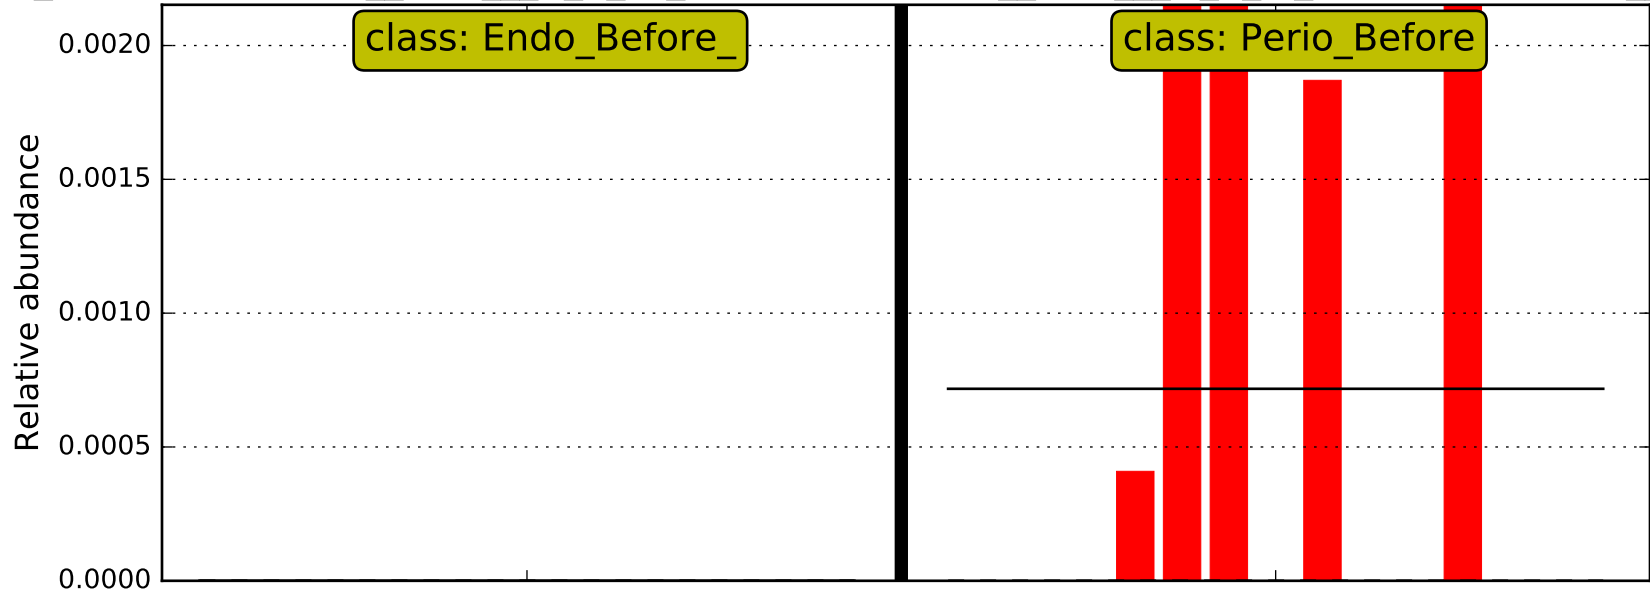 class: Endo_Before_
class: Perio_Before
Relative abundance
0.0020
0.0015
0.0010
0.0005
0.0000